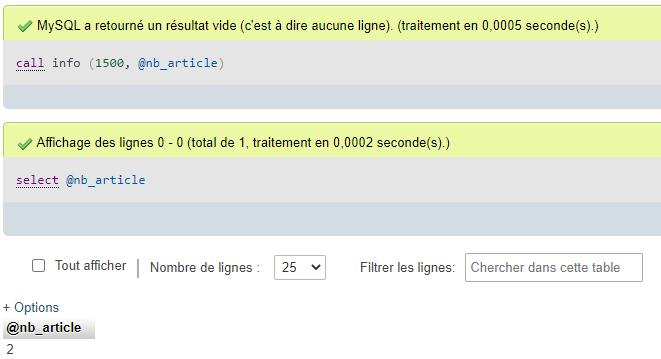 MySQL a retourné un résultat vide (c'est à dire aucune ligne). (traitement en 0,0005 seconde(s).)
call info (1500, @nb_article)
Affichage des lignes 0 - 0 (total de 1, traitement en 0,0002 seconde(s).)
select @nb_article
Tout afficher | Nombre de lignes : 25 Filtrer les lignes: Chercher dans cette table
+ Options
@nb_article
2